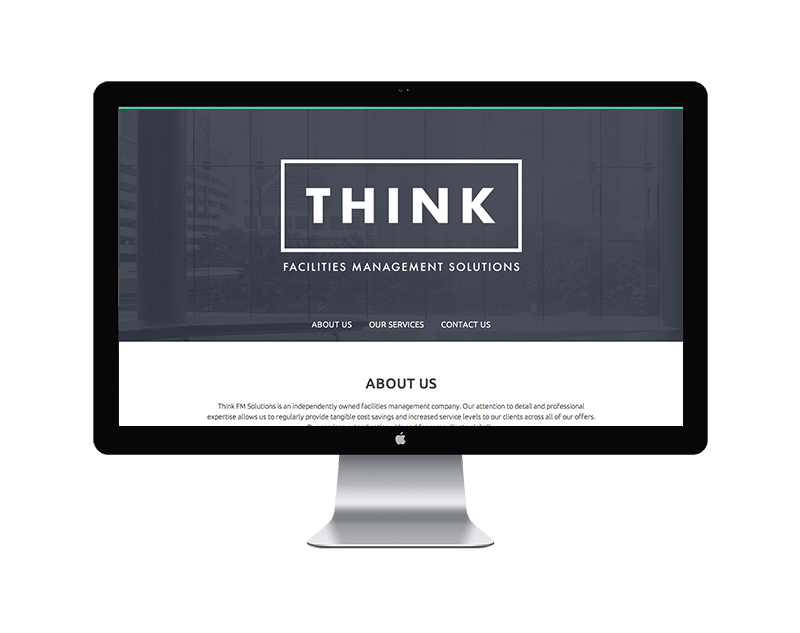 THINK
FACILITIES MANAGEMENT SOLUTIONS
ABOUT US OUR SERVICES CONTACT US
ABOUT US
Think FM Solutions is an independently owned facilities management company. Our attention to detail and professional
expertise allows us to regularly provide tangible cost savings and increased service levels to our clients across all of our offers.